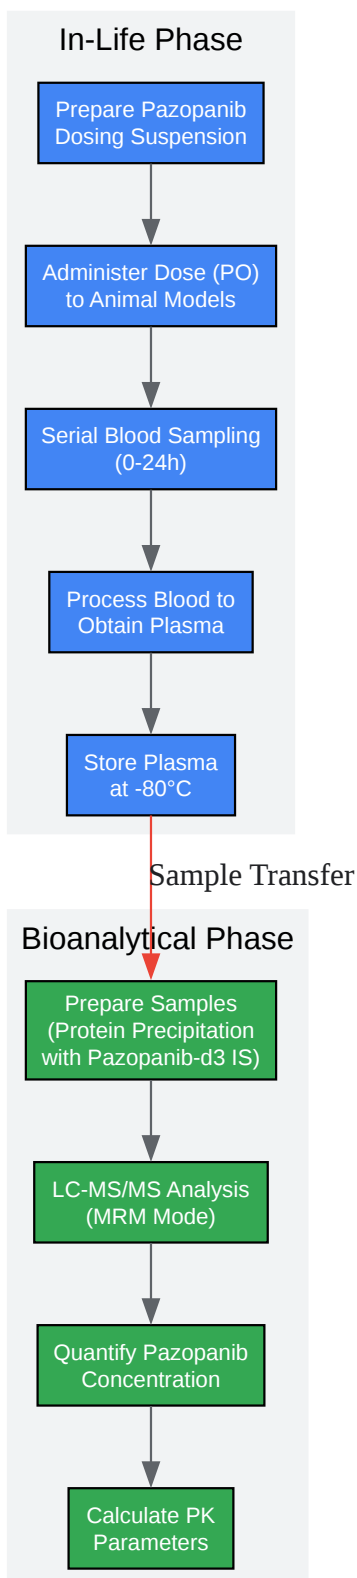 In-Life Phase
Prepare Pazopanib
Dosing Suspension
Administer Dose (PO)
to Animal Models
Serial Blood Sampling
(0-24h)
Process Blood to
Obtain Plasma
Store Plasma
at -80°C
Sample Transfer
Bioanalytical Phase
Prepare Samples
(Protein Precipitation
with Pazopanib-d3 IS)
LC-MS/MS Analysis
(MRM Mode)
Quantify Pazopanib
Concentration
Calculate PK
Parameters